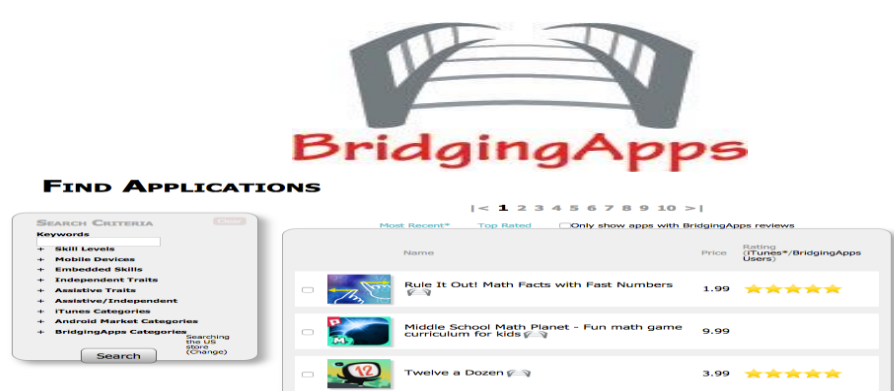 BridgingApps
FIND APPLICATIONS
|< 1 2 3 4 5 6 7 8 9 10 >|
SEARCH CRITERIA
Clear
Keywords
+ Skill Levels
+ Mobile Devices
+ Embedded Skills
+ Independent Traits
+ Assistive Traits
+ Assistive/Independent
+ iTunes Categories
+ Android Market Categories
+ BridgingApps Categories
Searching
the US
store
(Change)
Search
Most Recent* Top Rated Only show apps with BridgingApps reviews
Name Price Rating
(iTunes*/BridgingApps
Users)
Rule It Out! Math Facts with Fast Numbers 1.99
Middle School Math Planet - Fun math game
curriculum for kids 9.99
M
12
Twelve a Dozen 3.99